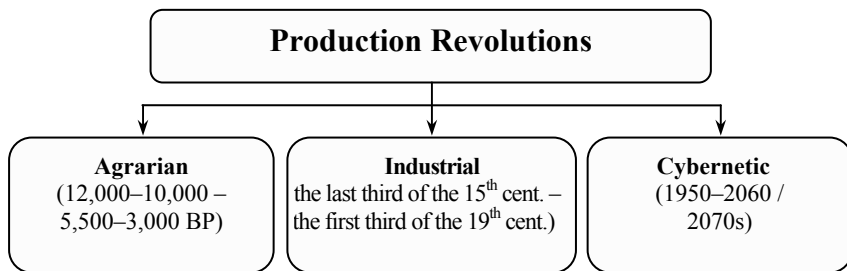 Production Revolutions
Agrarian
(12,000–10,000 –
5,500–3,000 BP)
Industrial
the last third of the 15th cent. –
the first third of the 19th cent.)
Cybernetic
(1950–2060 /
2070s)